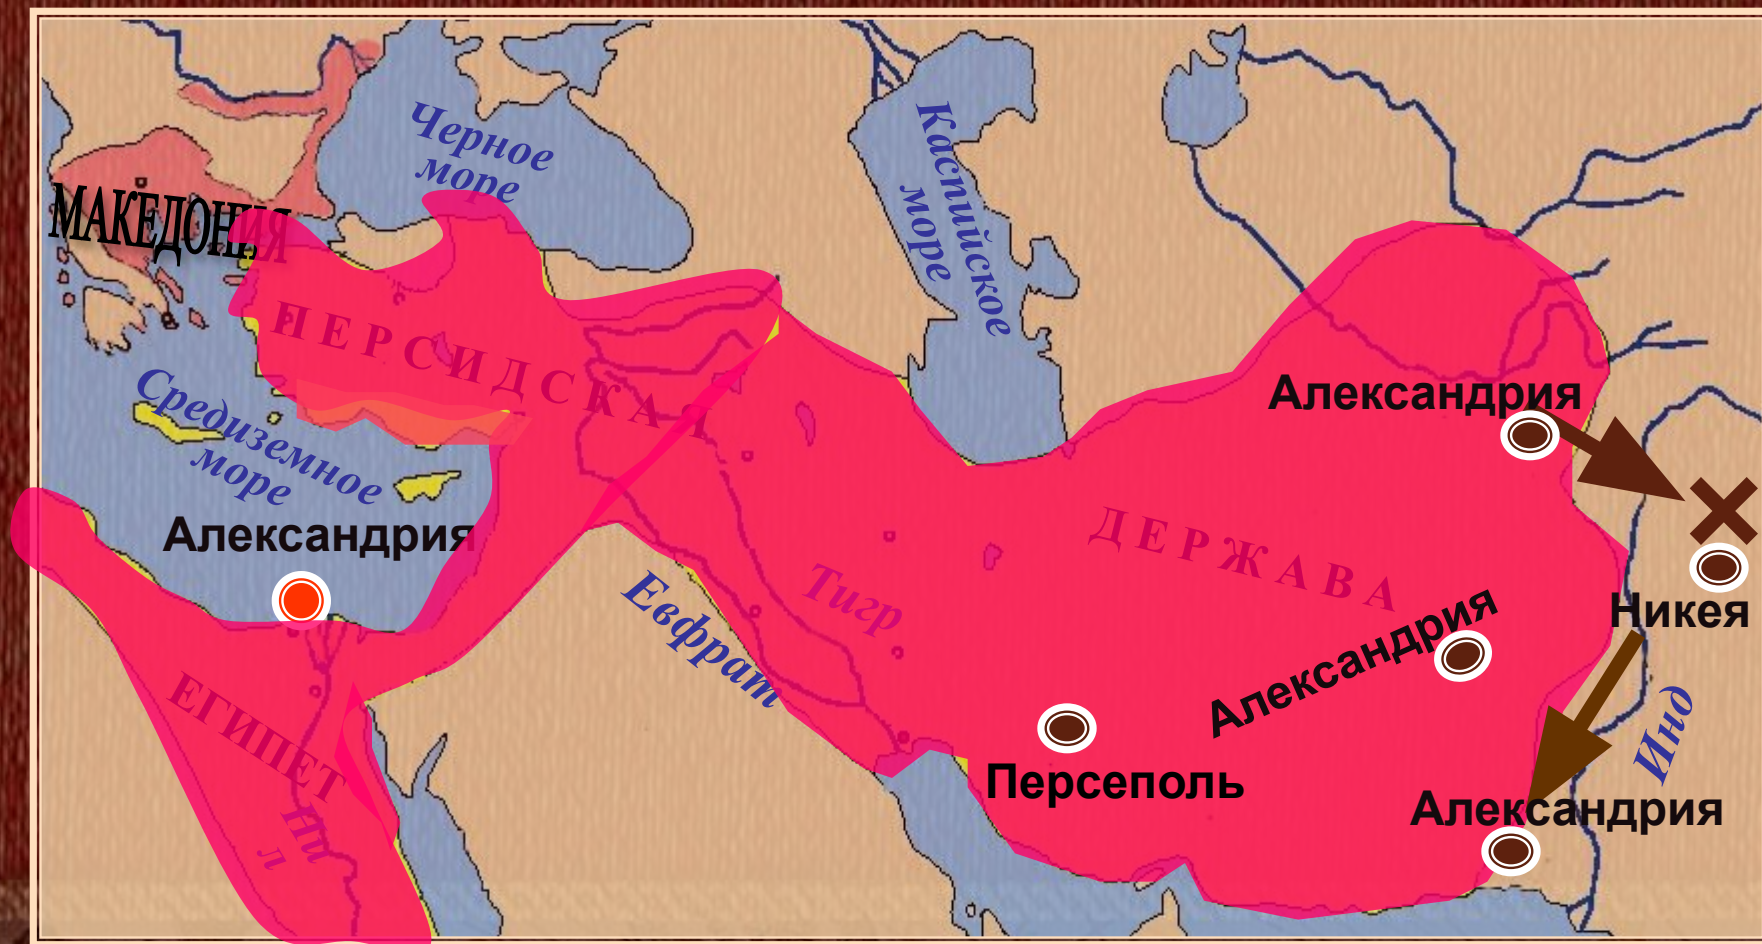 Черное
море
Каспийское
море
МАКЕДОНИЯ
ПЕРСИДСКАЯ
Александрия
Средиземное
море
Александрия
ДЕРЖАВА
Тигр
Евфрат
Никея
Александрия
ЕГИПЕТ
Инд
Персеполь
Александрия
Ни
л